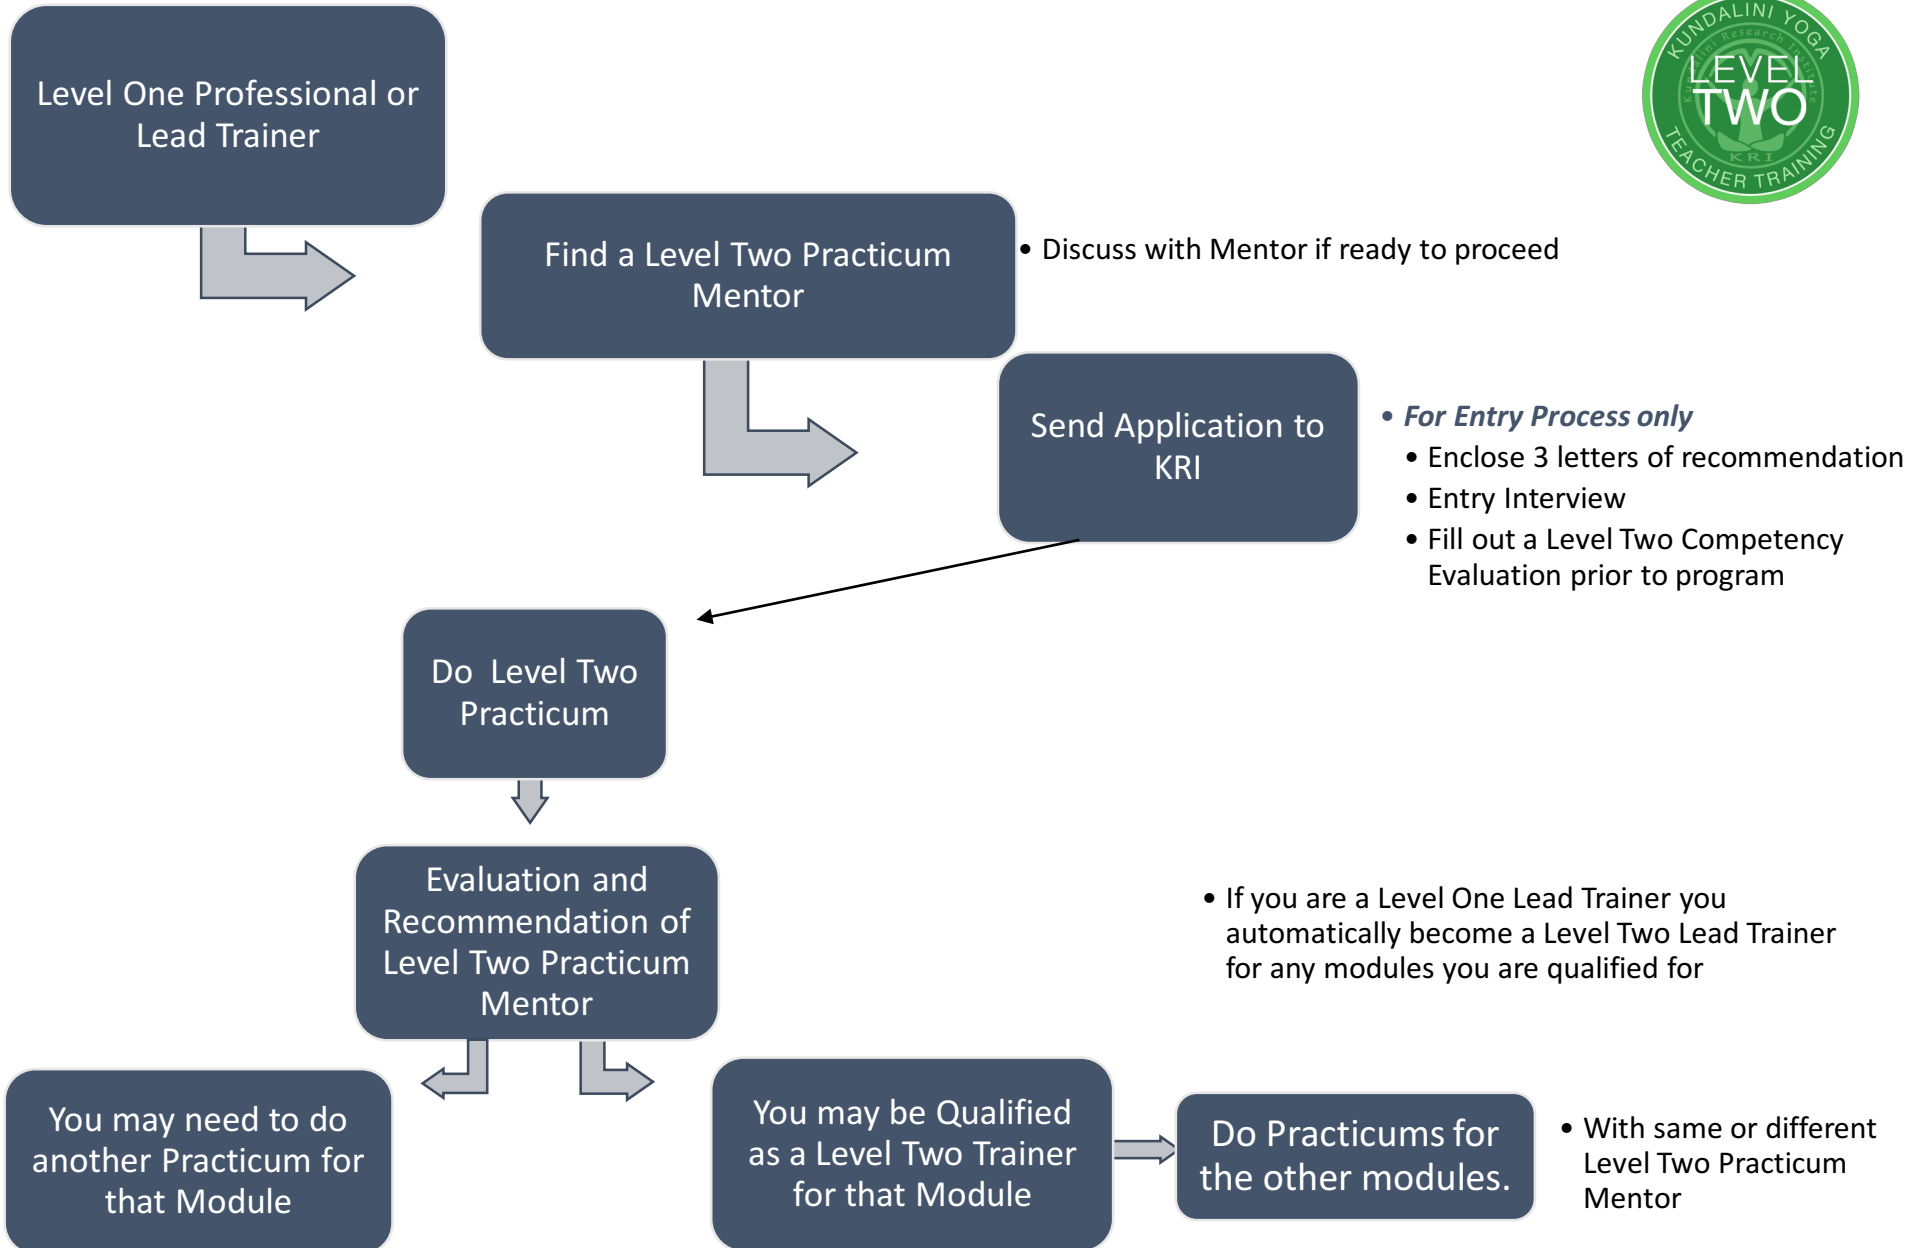 KUNDALINI YOGA
Kundalini Research Institute
LEVEL
TWO
KRI
TEACHER TRAINING
Level One Professional or
Lead Trainer
Find a Level Two Practicum
Mentor
• Discuss with Mentor if ready to proceed
Send Application to
KRI
• For Entry Process only
• Enclose 3 letters of recommendation
• Entry Interview
• Fill out a Level Two Competency
Evaluation prior to program
Do Level Two
Practicum
Evaluation and
Recommendation of
Level Two Practicum
Mentor
• If you are a Level One Lead Trainer you
automatically become a Level Two Lead Trainer
for any modules you are qualified for
You may need to do
another Practicum for
that Module
You may be Qualified
as a Level Two Trainer
for that Module
Do Practicums for
the other modules.
• With same or different
Level Two Practicum
Mentor